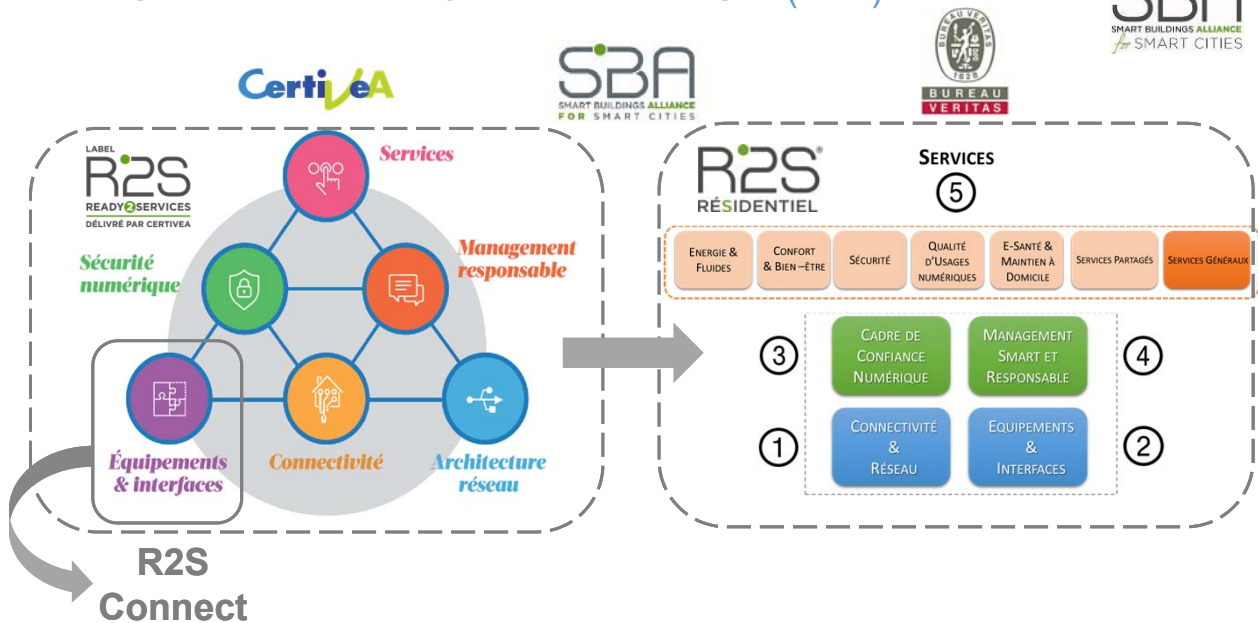 CertiVeA
SBA
SMART BUILDINGS ALLIANCE
FOR SMART CITIES
BUREAU VERITAS
1828
BUREAU
VERITAS
SMART BUILDINGS ALLIANCE
for SMART CITIES
LABEL
R2S
READY2SERVICES
DÉLIVRÉ PAR CERTIVEA
Services
Sécurité
numérique
Management
responsable
Équipements
& interfaces
Connectivité
Architecture
réseau
R2S
Connect
R2S®
RÉSIDENTIEL
SERVICES
5
ENERGIE &
FLUIDES
CONFORT
& BIEN –ÊTRE
SÉCURITÉ
QUALITÉ
D'USAGES
NUMÉRIQUES
E-SANTÉ &
MAINTIEN À
DOMICILE
SERVICES PARTAGÉS
SERVICES GÉNÉRAUX
3
CADRE DE
CONFIANCE
NUMÉRIQUE
MANAGEMENT
SMART ET
RESPONSABLE
4
1
CONNECTIVITÉ
&
RÉSEAU
EQUIPEMENTS
&
INTERFACES
2